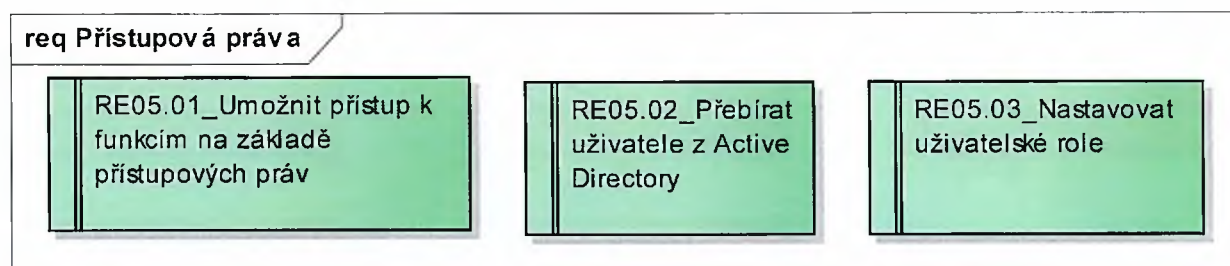 req Přístupová práva
RE05.01_Umožnit přístup k
funkcím na základě
přístupových práv
RE05.02_Přebírat
uživatele z Active
Directory
RE05.03_Nastavovat
uživatelské role